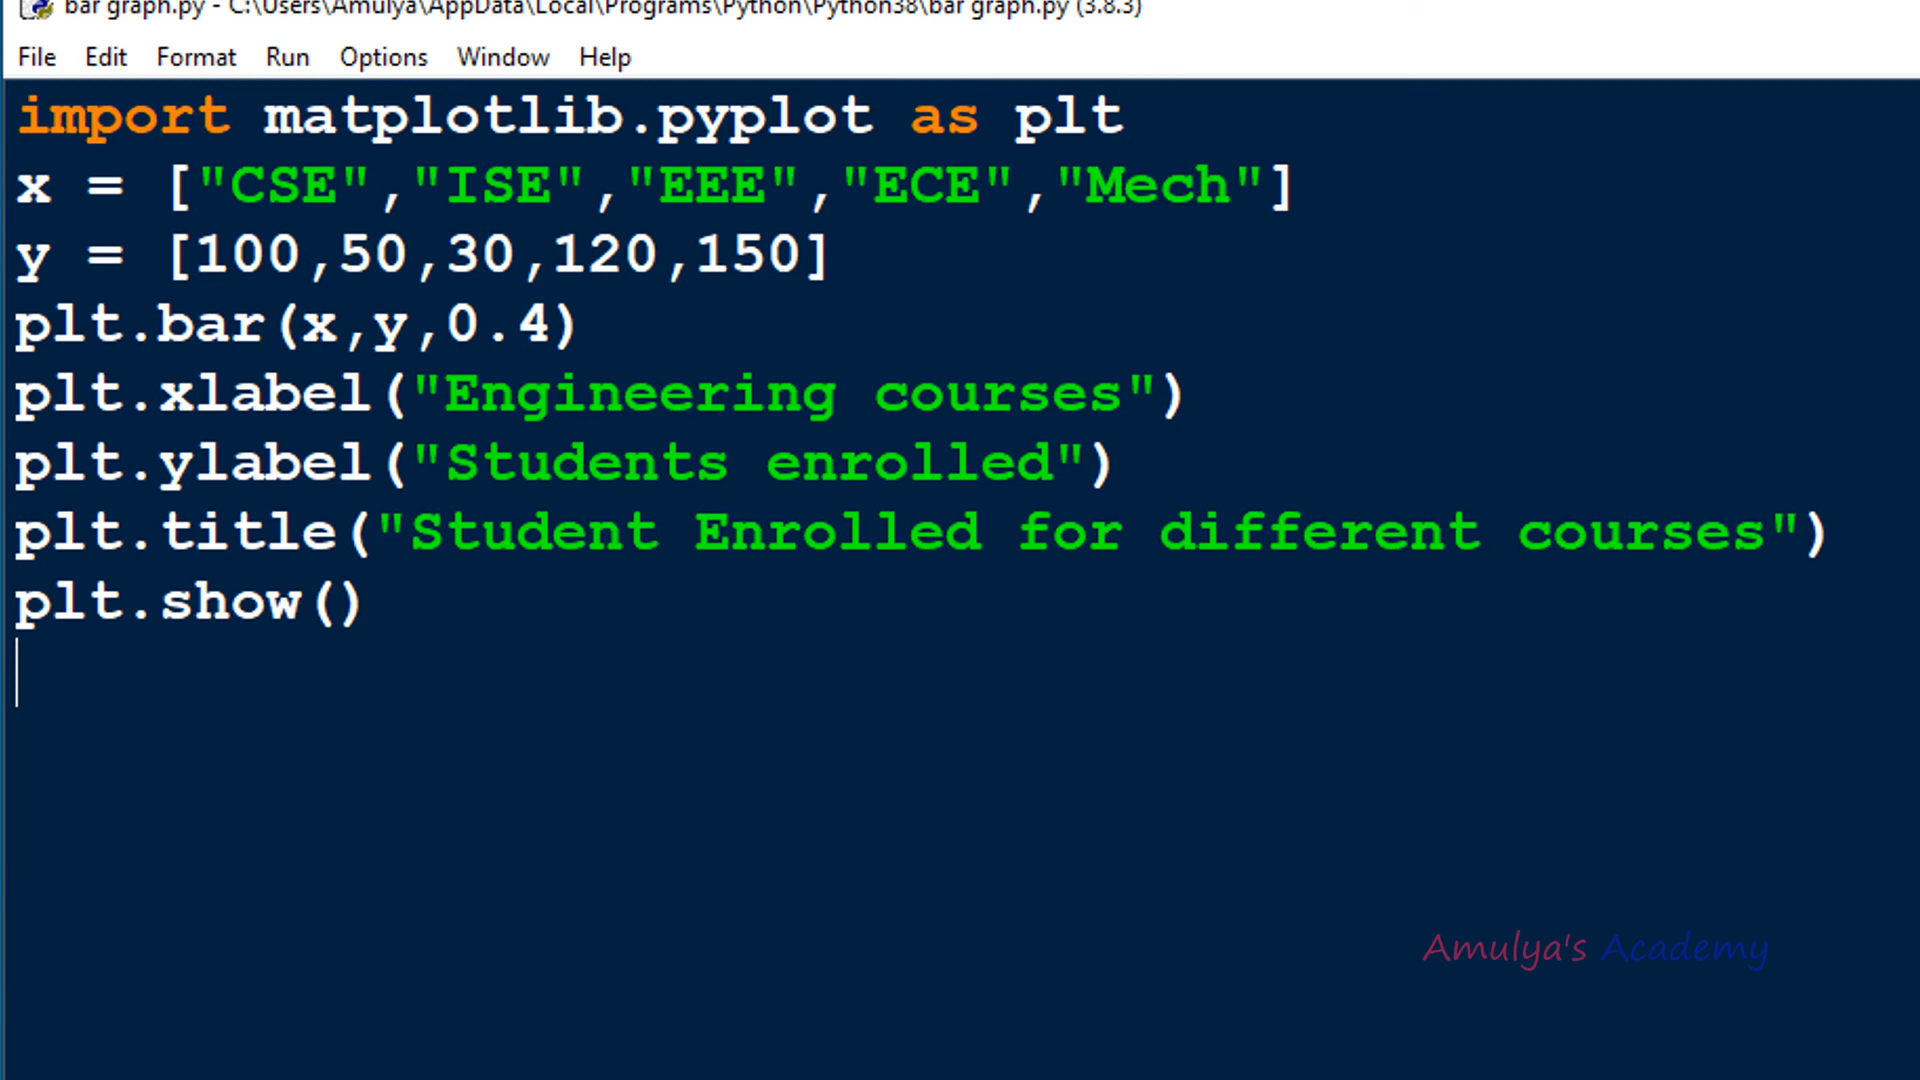 bar graph.py - C:\Users\Amulya\AppData\Local\Programs\Python\Python38\bar graph.py (3.8.3)
File Edit Format Run Options Window Help
import matplotlib.pyplot as plt
x = ["CSE","ISE","EEE","ECE","Mech"]
y = [100,50,30,120,150]
plt.bar(x,y,0.4)
plt.xlabel("Engineering courses")
plt.ylabel("Students enrolled")
plt.title("Student Enrolled for different courses")
plt.show()
Amulya's Academy